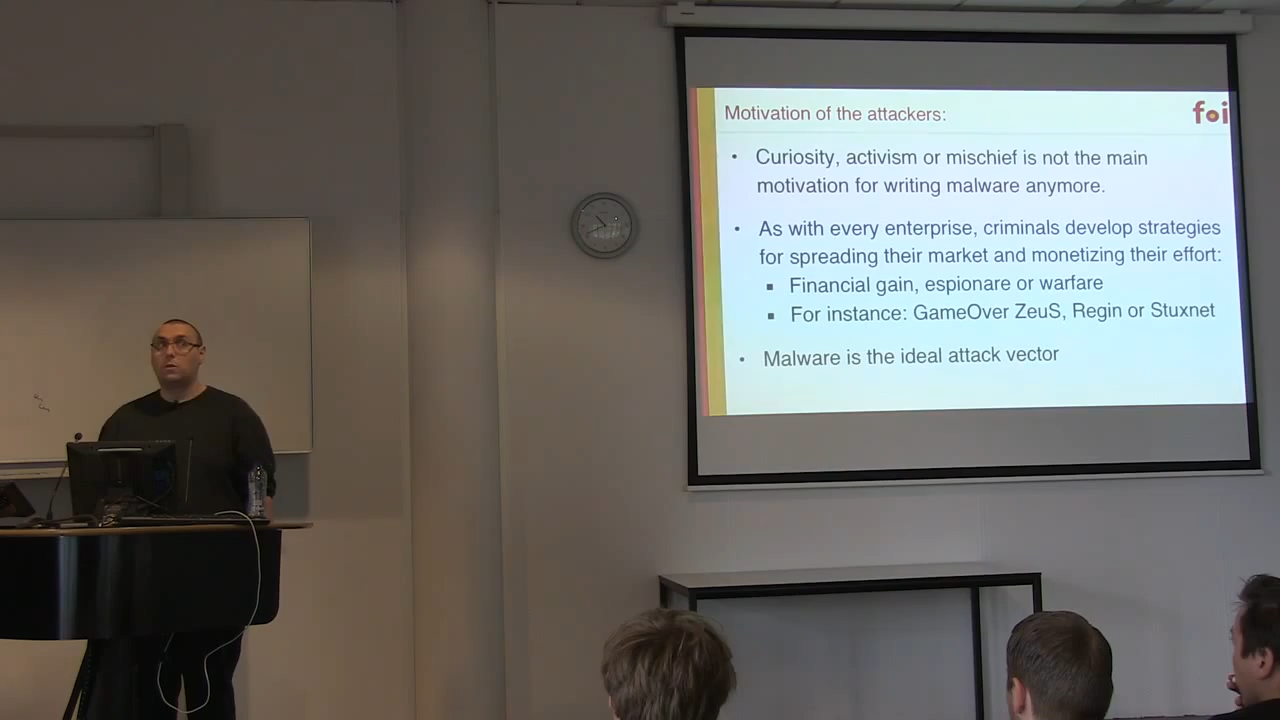 Motivation of the attackers:
foi
• Curiosity, activism or mischief is not the main
motivation for writing malware anymore.
• As with every enterprise, criminals develop strategies
for spreading their market and monetizing their effort:
▪ Financial gain, espionare or warfare
▪ For instance: GameOver ZeuS, Regin or Stuxnet
• Malware is the ideal attack vector